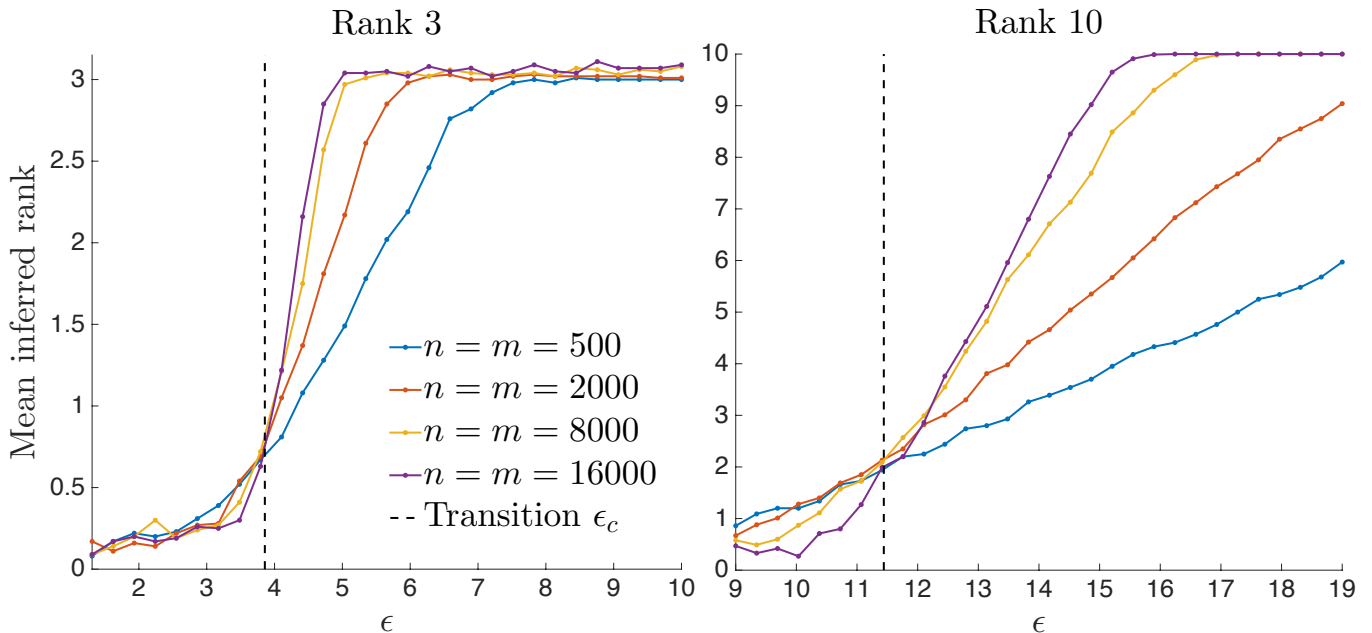 Rank 3
Rank 10
Mean inferred rank
3
2.5
2
1.5
1
0.5
0
2 3 4 5 6 7 8 9 10
ϵ
n = m = 500
n = m = 2000
n = m = 8000
n = m = 16000
Transition ϵc
10
9
8
7
6
5
4
3
2
1
0
9 10 11 12 13 14 15 16 17 18 19
ϵ